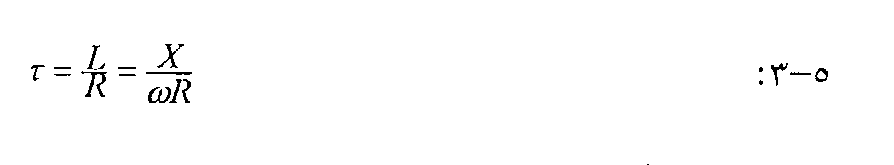 ۵-۳: τ = L/R = X/ωR